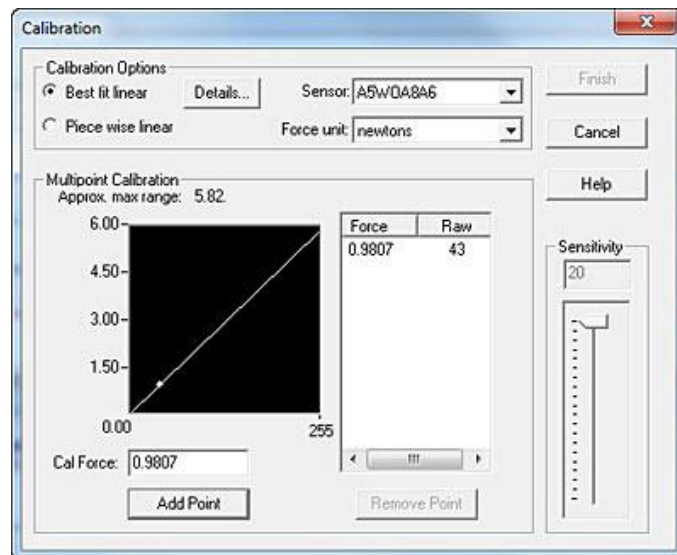 Calibration
Calibration Options
Best fit linear
Details...
Sensor: A5WOA8A6
Piece wise linear
Force unit: newtons
Finish
Cancel
Help
Multipoint Calibration
Approx. max range: 5.82.
6.00
4.50
3.00
1.50
0.00
255
Force Raw
0.9807 43
Cal Force: 0.9807
Add Point
Remove Point
Sensitivity
20